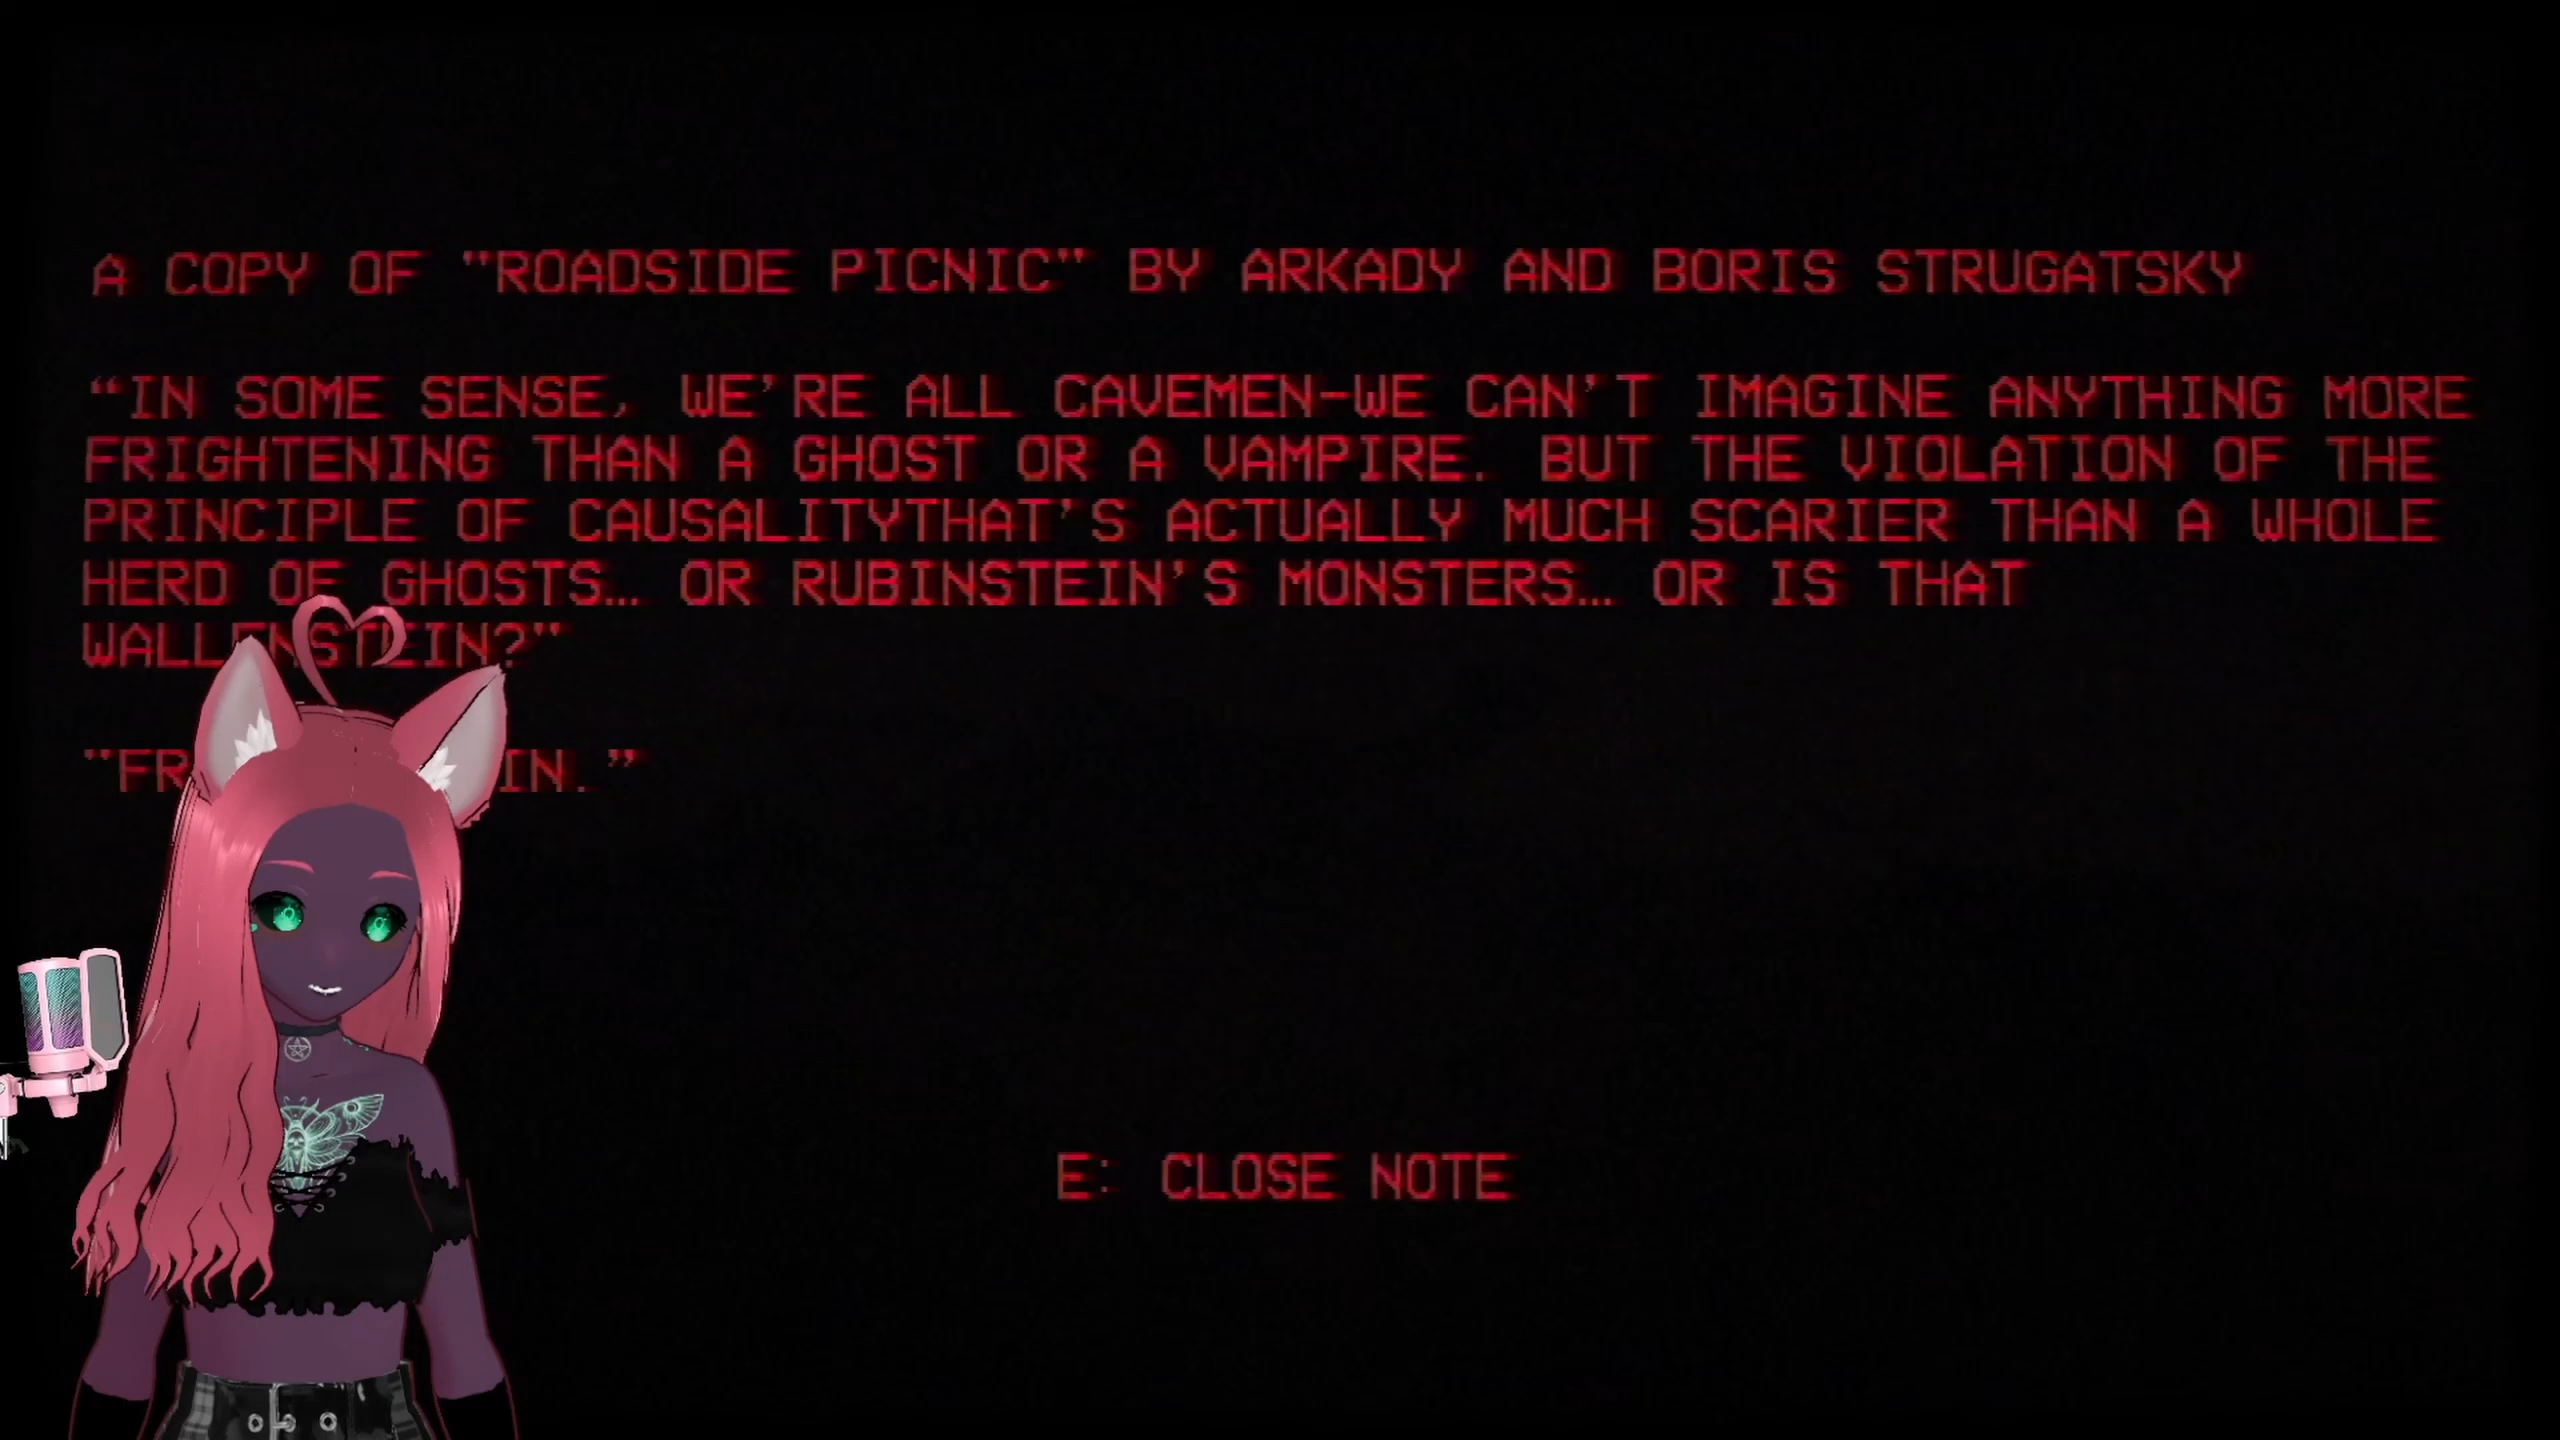 A COPY OF "ROADSIDE PICNIC" BY ARKADY AND BORIS STRUGATSKY
“IN SOME SENSE, WE’RE ALL CAVEMEN-WE CAN’T IMAGINE ANYTHING MORE
FRIGHTENING THAN A GHOST OR A VAMPIRE. BUT THE VIOLATION OF THE
PRINCIPLE OF CAUSALITYTHAT’S ACTUALLY MUCH SCARIER THAN A WHOLE
HERD OF GHOSTS… OR RUBINSTEIN’S MONSTERS… OR IS THAT
WALLENSTEIN?"
E: CLOSE NOTE